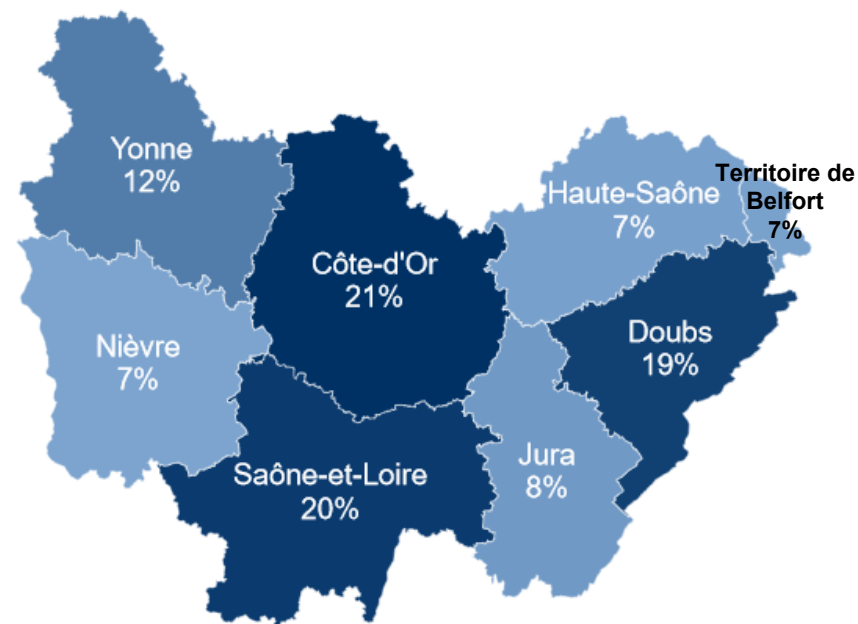 Yonne
12%
Côte-d'Or
21%
Haute-Saône
7%
Territoire de
Belfort
7%
Nièvre
7%
Doubs
19%
Saône-et-Loire
20%
Jura
8%